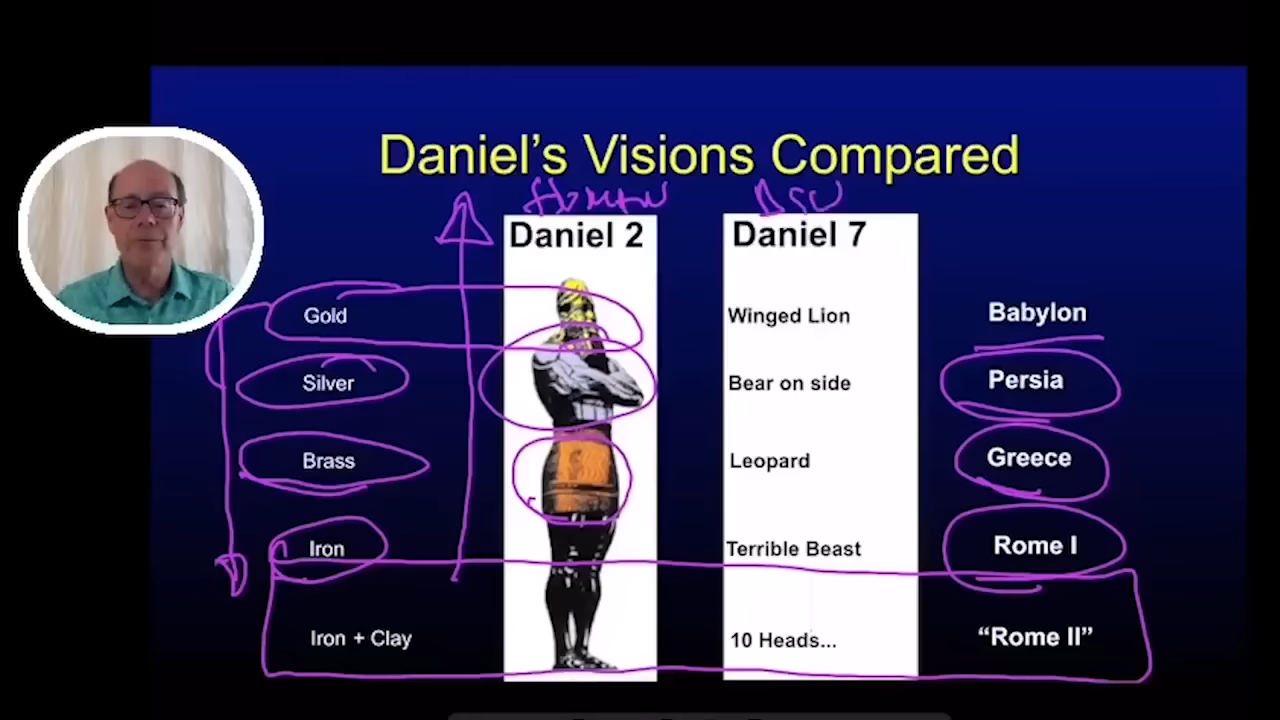 Daniel's Visions Compared
Daniel 2
Daniel 7
Gold
Winged Lion
Babylon
Silver
Bear on side
Persia
Brass
Leopard
Greece
Iron
Terrible Beast
Rome I
Iron + Clay
10 Heads...
“Rome II”